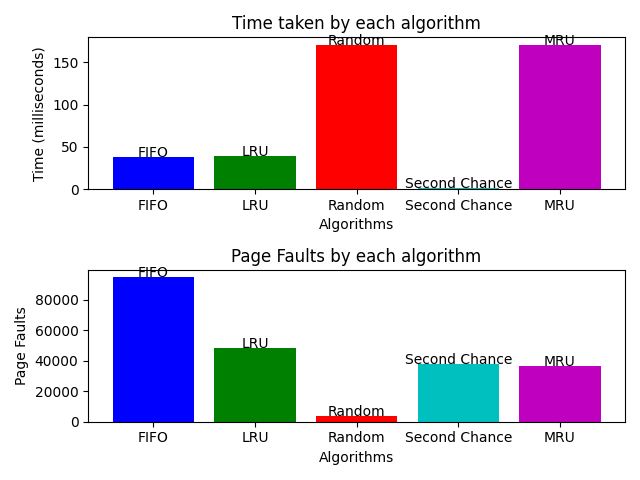 Time taken by each algorithm
Time (milliseconds)
150
100
50
0
FIFO
LRU
Random
Second Chance
MRU
FIFO
LRU
Random
Second Chance
MRU
Algorithms
Page Faults by each algorithm
Page Faults
80000
60000
40000
20000
0
FIFO
LRU
Random
Second Chance
MRU
FIFO
LRU
Random
Second Chance
MRU
Algorithms